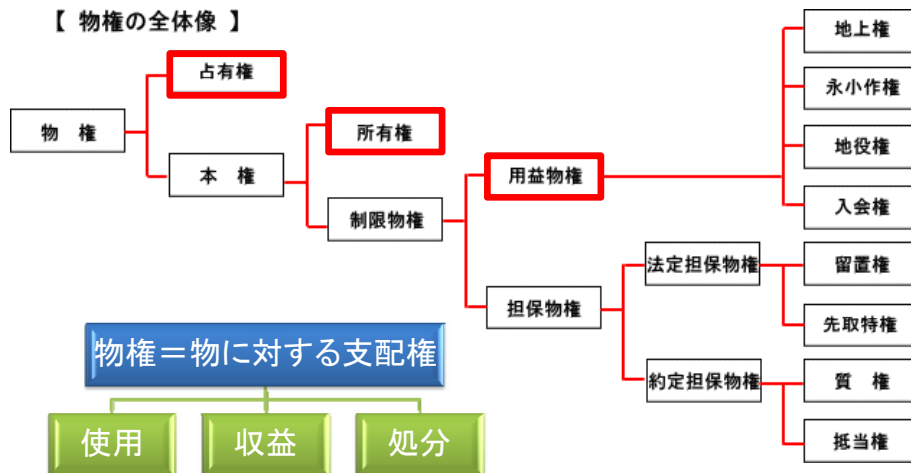 【 物権の全体像 】
占有権
物　権
本　権
所有権
制限物権
用益物権
担保物権
地上権
永小作権
地役権
入会権
法定担保物権
留置権
先取特権
約定担保物権
質　権
抵当権
物権＝物に対する支配権
使用
収益
処分